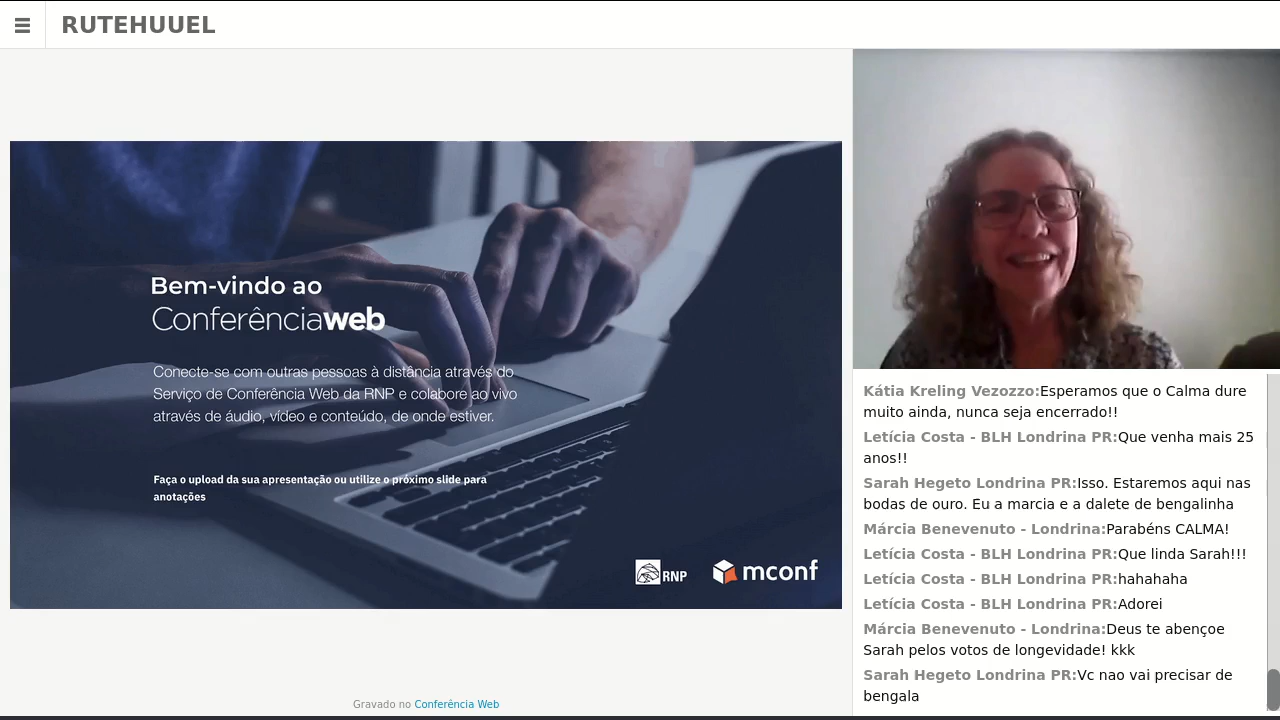 RUTEHUUEL
Bem-vindo ao
Conferênciaweb
Conecte-se com outras pessoas à distância através do
Serviço de Conferência Web da RNP e colabore ao vivo
através de áudio, vídeo e conteúdo, de onde estiver.
Faça o upload da sua apresentação ou utilize o próximo slide para
anotações
RNP
mconf
Gravado no Conferência Web
Kátia Kreling Vezozzo:Esperamos que o Calma dure
muito ainda, nunca seja encerrado!!
Letícia Costa - BLH Londrina PR:Que venha mais 25
anos!!
Sarah Hegeto Londrina PR:Isso. Estaremos aqui nas
bodas de ouro. Eu a marcia e a dalete de bengalinha
Márcia Benevenuto - Londrina:Parabéns CALMA!
Letícia Costa - BLH Londrina PR:Que linda Sarah!!!
Letícia Costa - BLH Londrina PR:hahahaha
Letícia Costa - BLH Londrina PR:Adorei
Márcia Benevenuto - Londrina:Deus te abençoe
Sarah pelos votos de longevidade! kkk
Sarah Hegeto Londrina PR:Vc nao vai precisar de
bengala